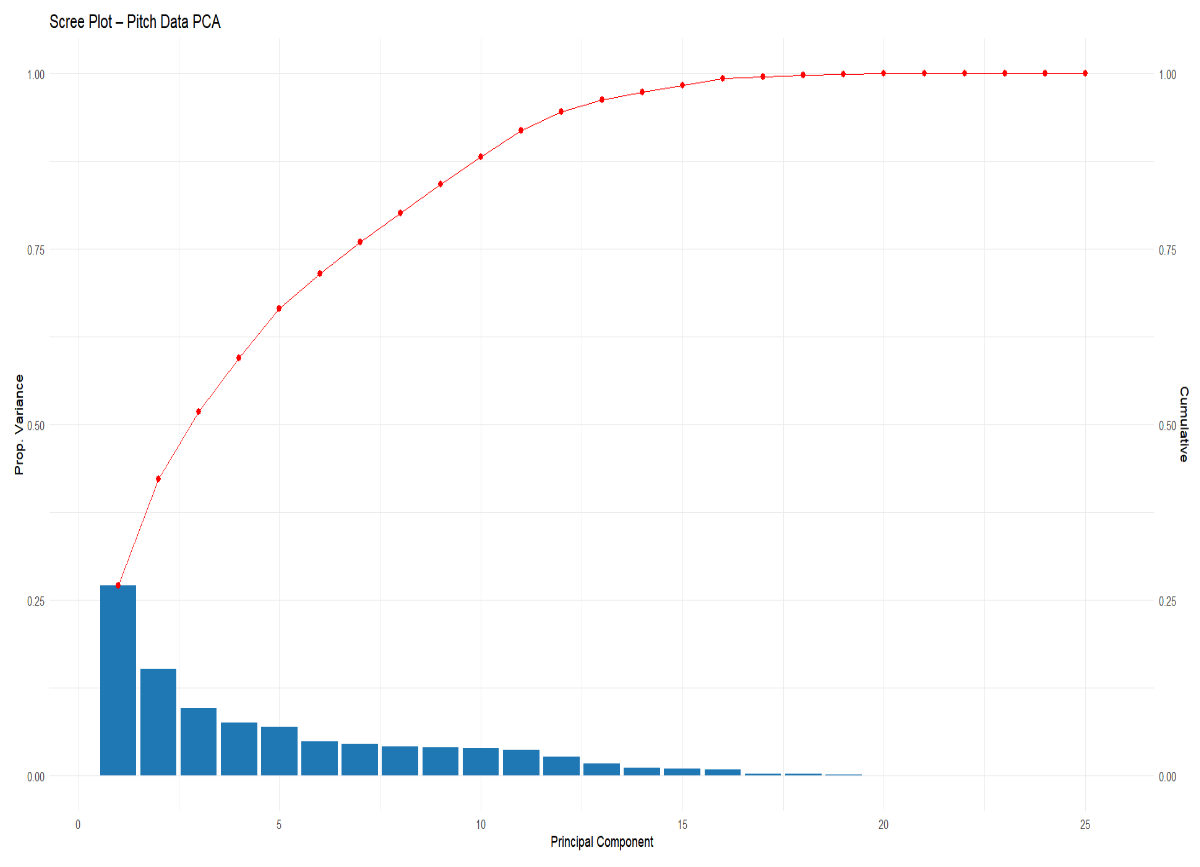 Scree Plot – Pitch Data PCA
1.00
0.75
0.50
0.25
0.00
Prop. Variance
1.00
0.75
0.50
0.25
0.00
Cumulative
0 5 10 15 20 25
Principal Component